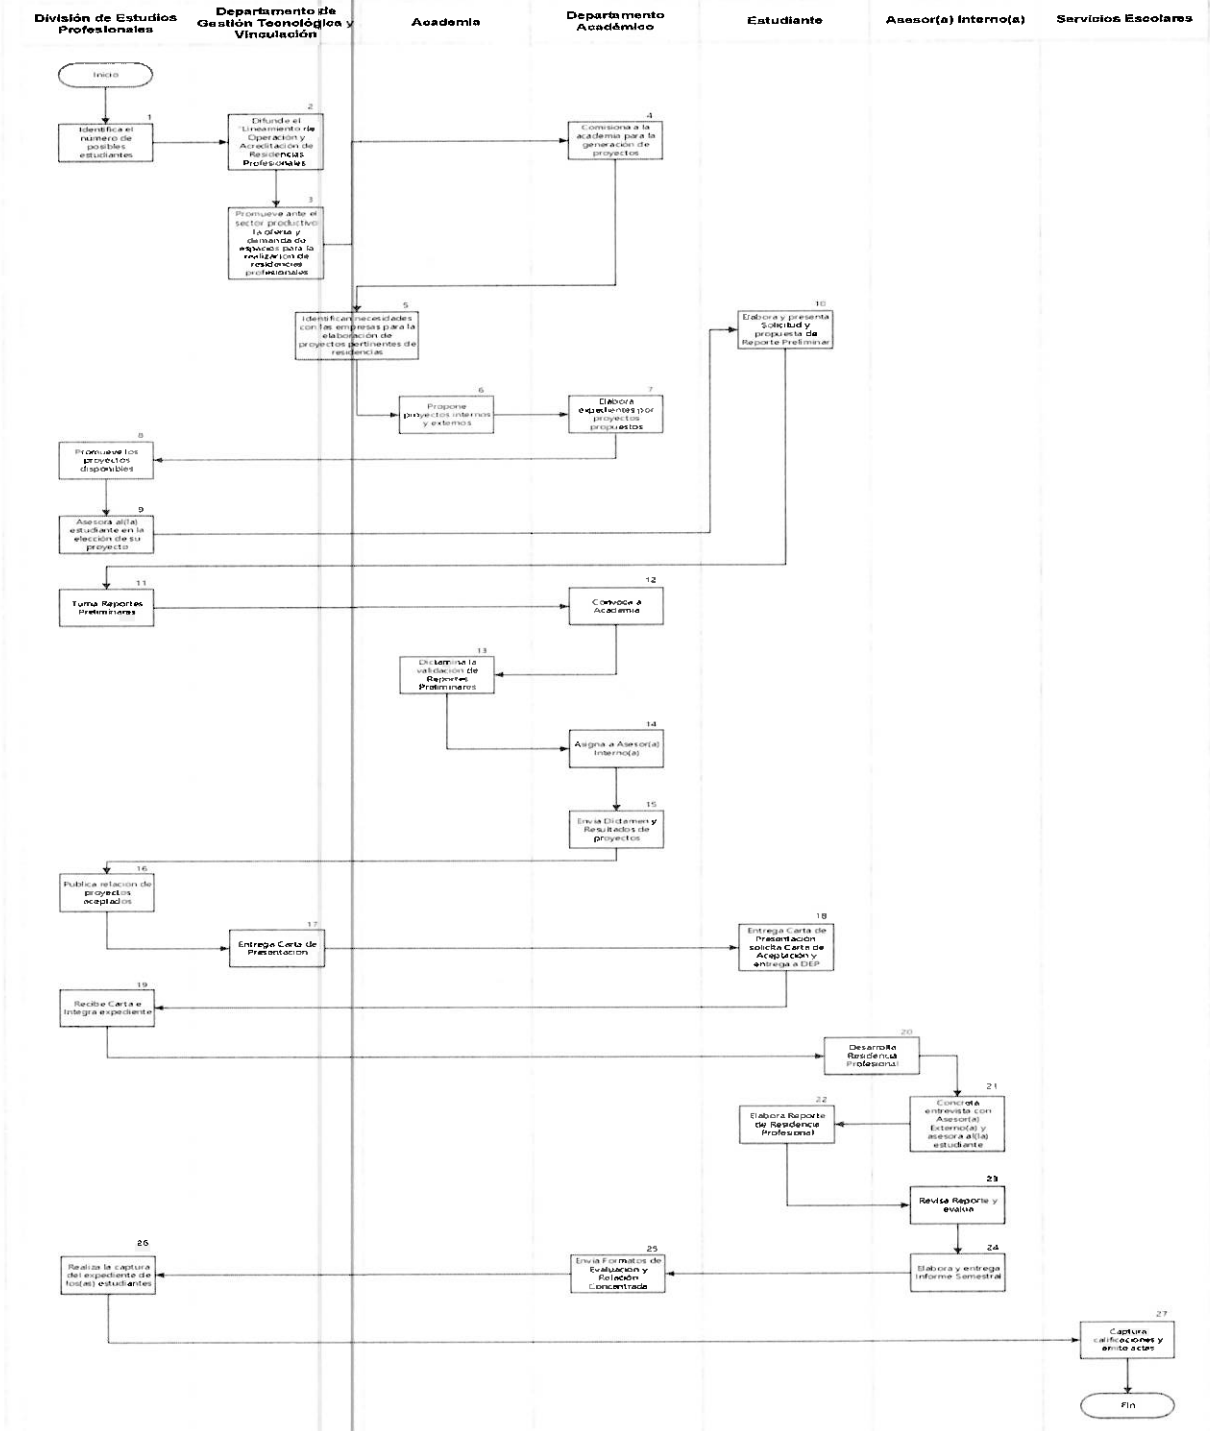 División de Estudios
Profesionales
Departamento de
Gestión Tecnológica y
Vinculación
Academia
Departamento
Académico
Estudiante
Asesor(a) Interno(a)
Servicios Escolares
Inicio
1
Identifica el
número de
posibles
estudiantes
2
Difunde el
"Lineamiento de
Operación y
Acreditación de
Residencias
Profesionales
3
Promueve ante el
sector productivo
la oferta y
demanda de
espacios para la
realización de
residencias
profesionales
4
Comisiona a la
academia para la
generación de
proyectos
5
Identifican necesidades
con las empresas para la
elaboración de
proyectos pertinentes de
residencias
6
Propone
proyectos internos
y externos
7
Elabora
expedientes por
proyectos
propuestos
8
Promueve los
proyectos
disponibles
9
Asesora al(la)
estudiante en la
elección de su
proyecto
10
Elabora y presenta
Solicitud y
propuesta de
Reporte Preliminar
11
Turna Reportes
Preliminares
12
Convoca a
Academia
13
Dictamina la
validación de
Reportes
Preliminares
14
Asigna a Asesor(a)
Interno(a)
15
Envía Dictamen y
Resultados de
proyectos
16
Publica relación de
proyectos
aceptados
17
Entrega Carta de
Presentación
18
Entrega Carta de
Presentación
solicita Carta de
Aceptación y
entrega a DEP
19
Recibe Carta e
Integra expediente
20
Desarrolla
Residencia
Profesional
21
Concreta
entrevista con
Asesor(a)
Externo(a) y
asesora al(la)
estudiante
22
Elabora Reporte
de Residencia
Profesional
23
Revisa Reporte y
evalúa
24
Elabora y entrega
Informe Semestral
25
Envía Formatos de
Evaluación y
Relación
Concentrada
26
Realiza la captura
del expediente de
los(as) estudiantes
27
Captura
calificaciones y
emite actas
Fin